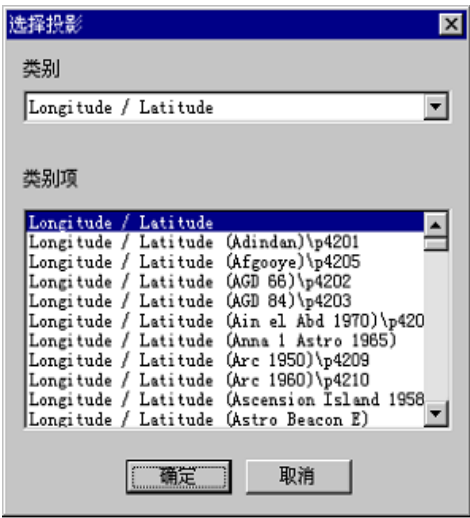 选择投影
类别
Longitude / Latitude
类别项
Longitude / Latitude
Longitude / Latitude (Adindan)\p4201
Longitude / Latitude (Afgooye)\p4205
Longitude / Latitude (AGD 66)\p4202
Longitude / Latitude (AGD 84)\p4203
Longitude / Latitude (Ain el Abd 1970)\p420
Longitude / Latitude (Anna 1 Astro 1965)
Longitude / Latitude (Arc 1950)\p4209
Longitude / Latitude (Arc 1960)\p4210
Longitude / Latitude (Ascension Island 1958
Longitude / Latitude (Astro Beacon E)
确定 取消